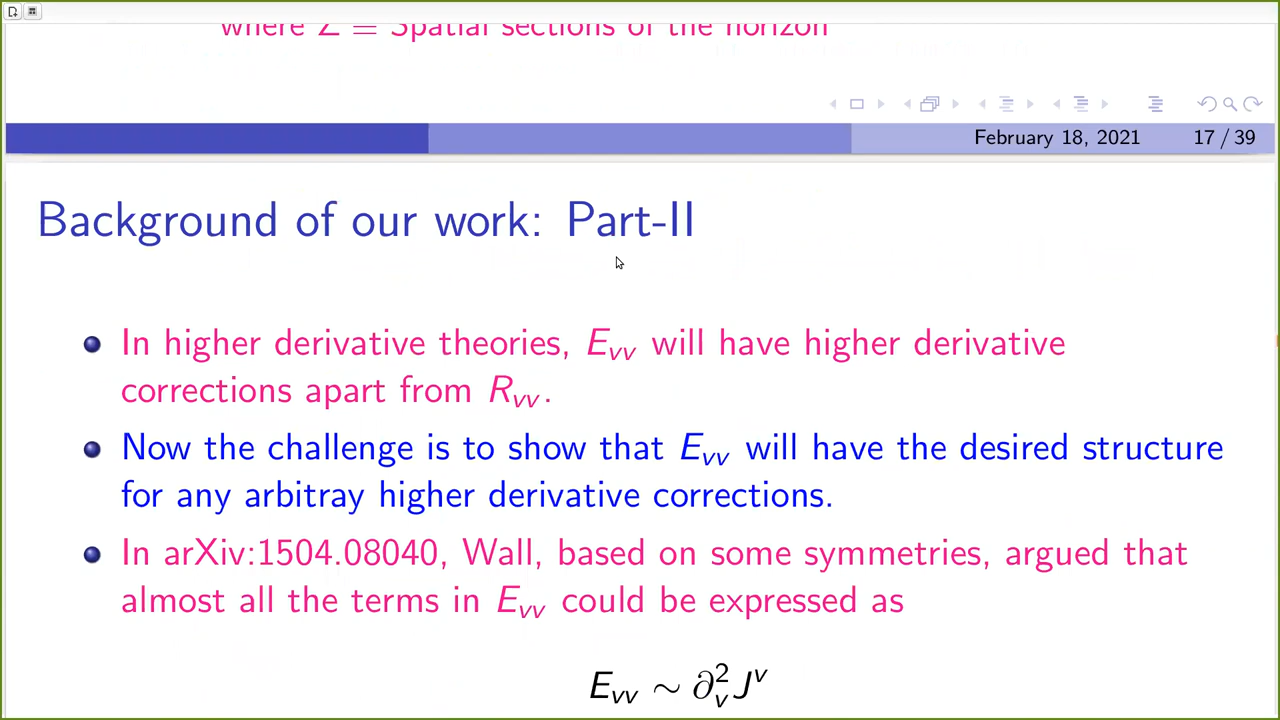 where Σ ≡ Spatial sections of the horizon
February 18, 2021 17 / 39
Background of our work: Part-II
In higher derivative theories, E_vv will have higher derivative
corrections apart from R_vv.
Now the challenge is to show that E_vv will have the desired structure
for any arbitray higher derivative corrections.
In arXiv:1504.08040, Wall, based on some symmetries, argued that
almost all the terms in E_vv could be expressed as
E_vv ∼ ∂_v^2 J^v